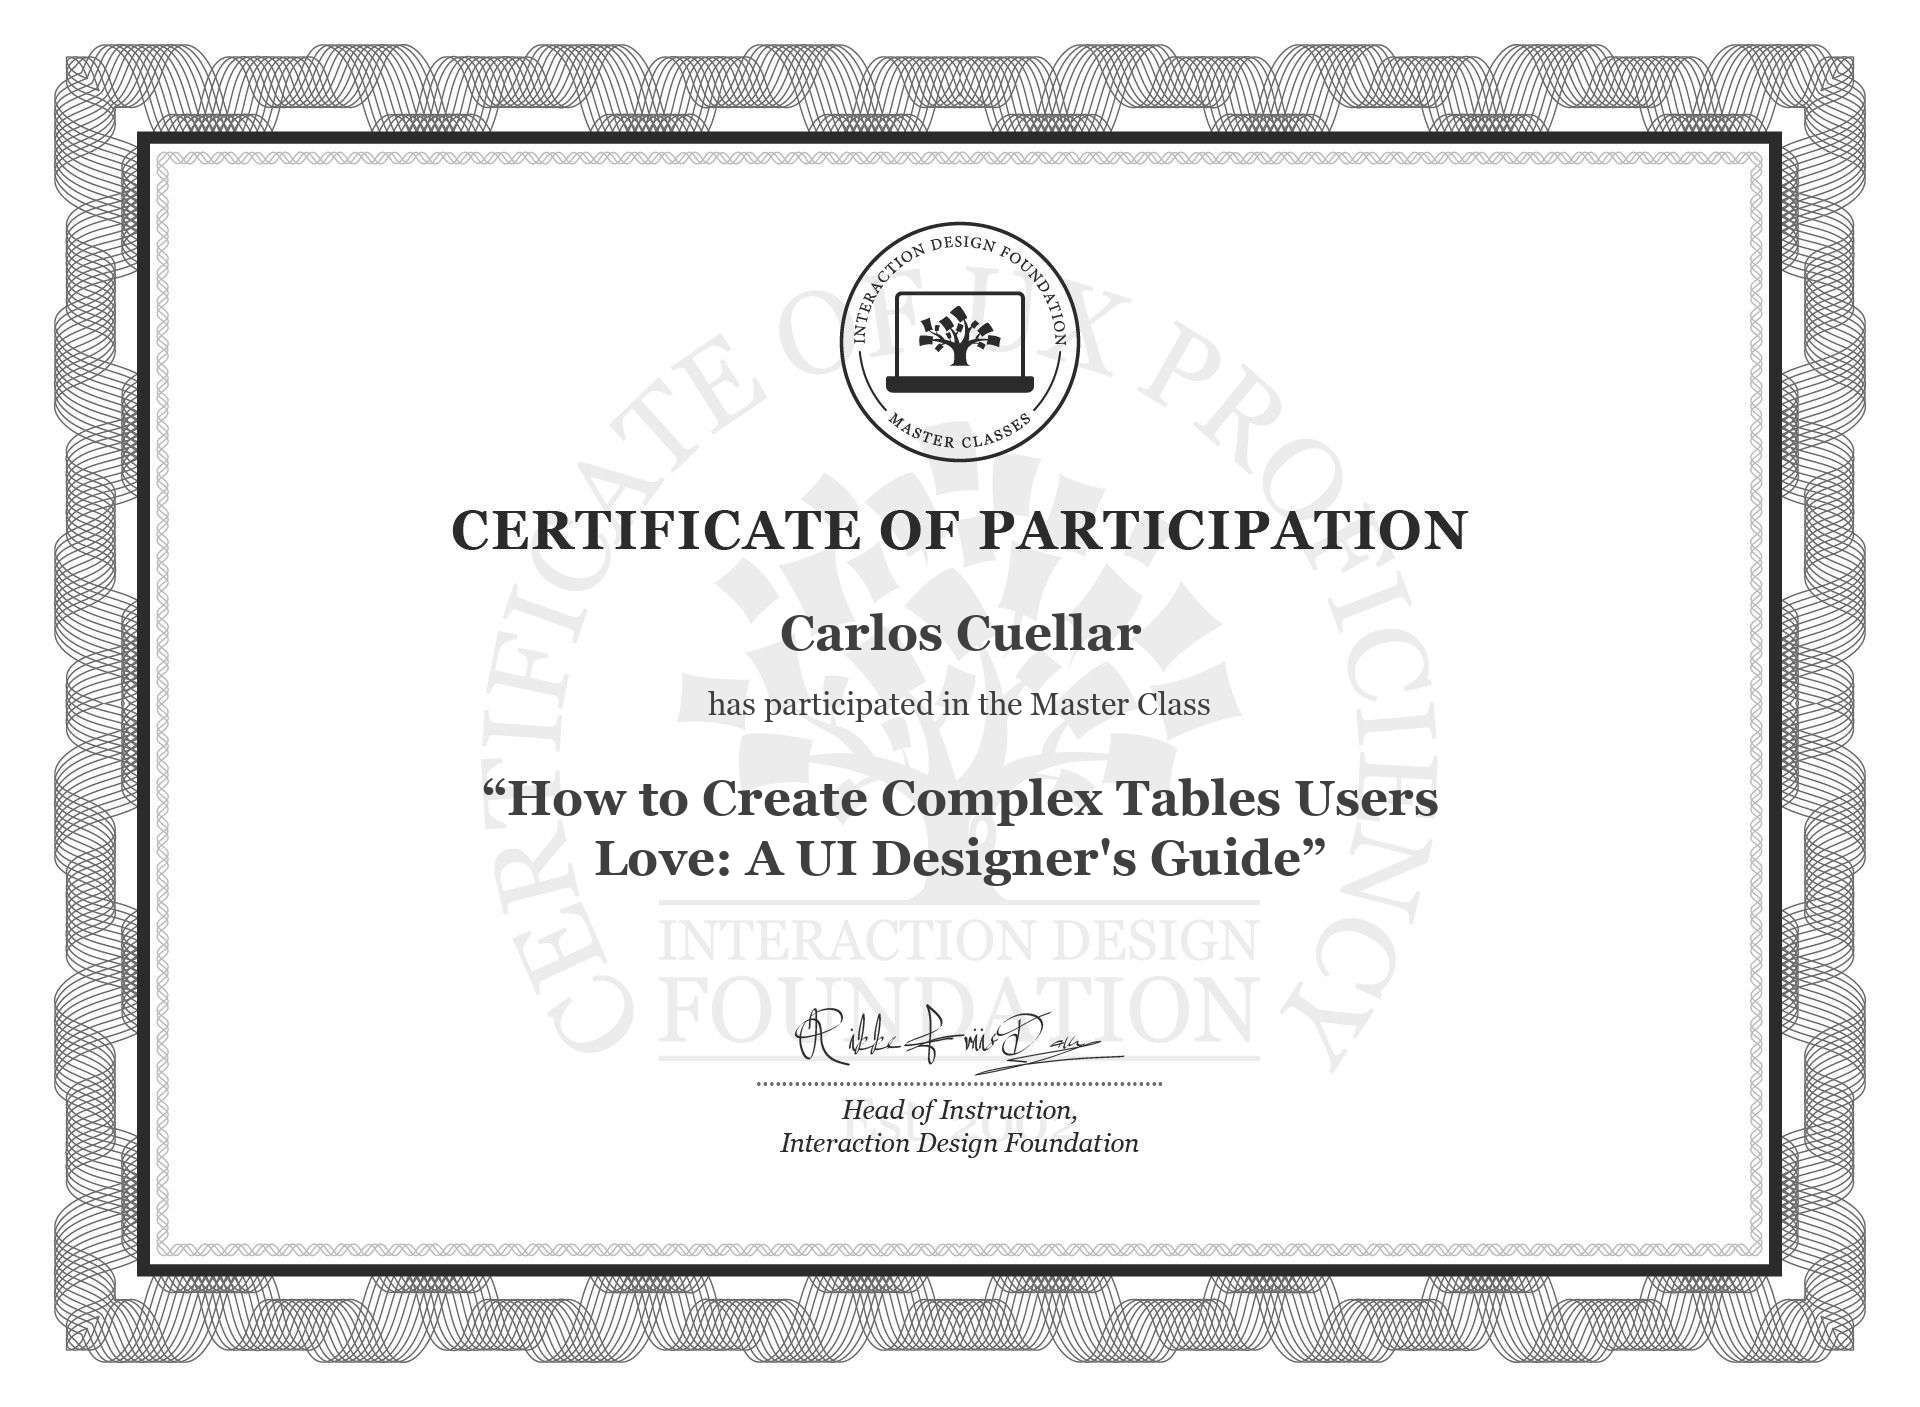 INTERACTION DESIGN FOUNDATION
MASTER CLASSES
CERTIFICATE OF UX PROFICIENCY
CERTIFICATE OF PARTICIPATION
Carlos Cuellar
has participated in the Master Class
“How to Create Complex Tables Users
Love: A UI Designer's Guide”
INTERACTION DESIGN
FOUNDATION
Rikke Friis Dam
Est. 2002
Head of Instruction,
Interaction Design Foundation